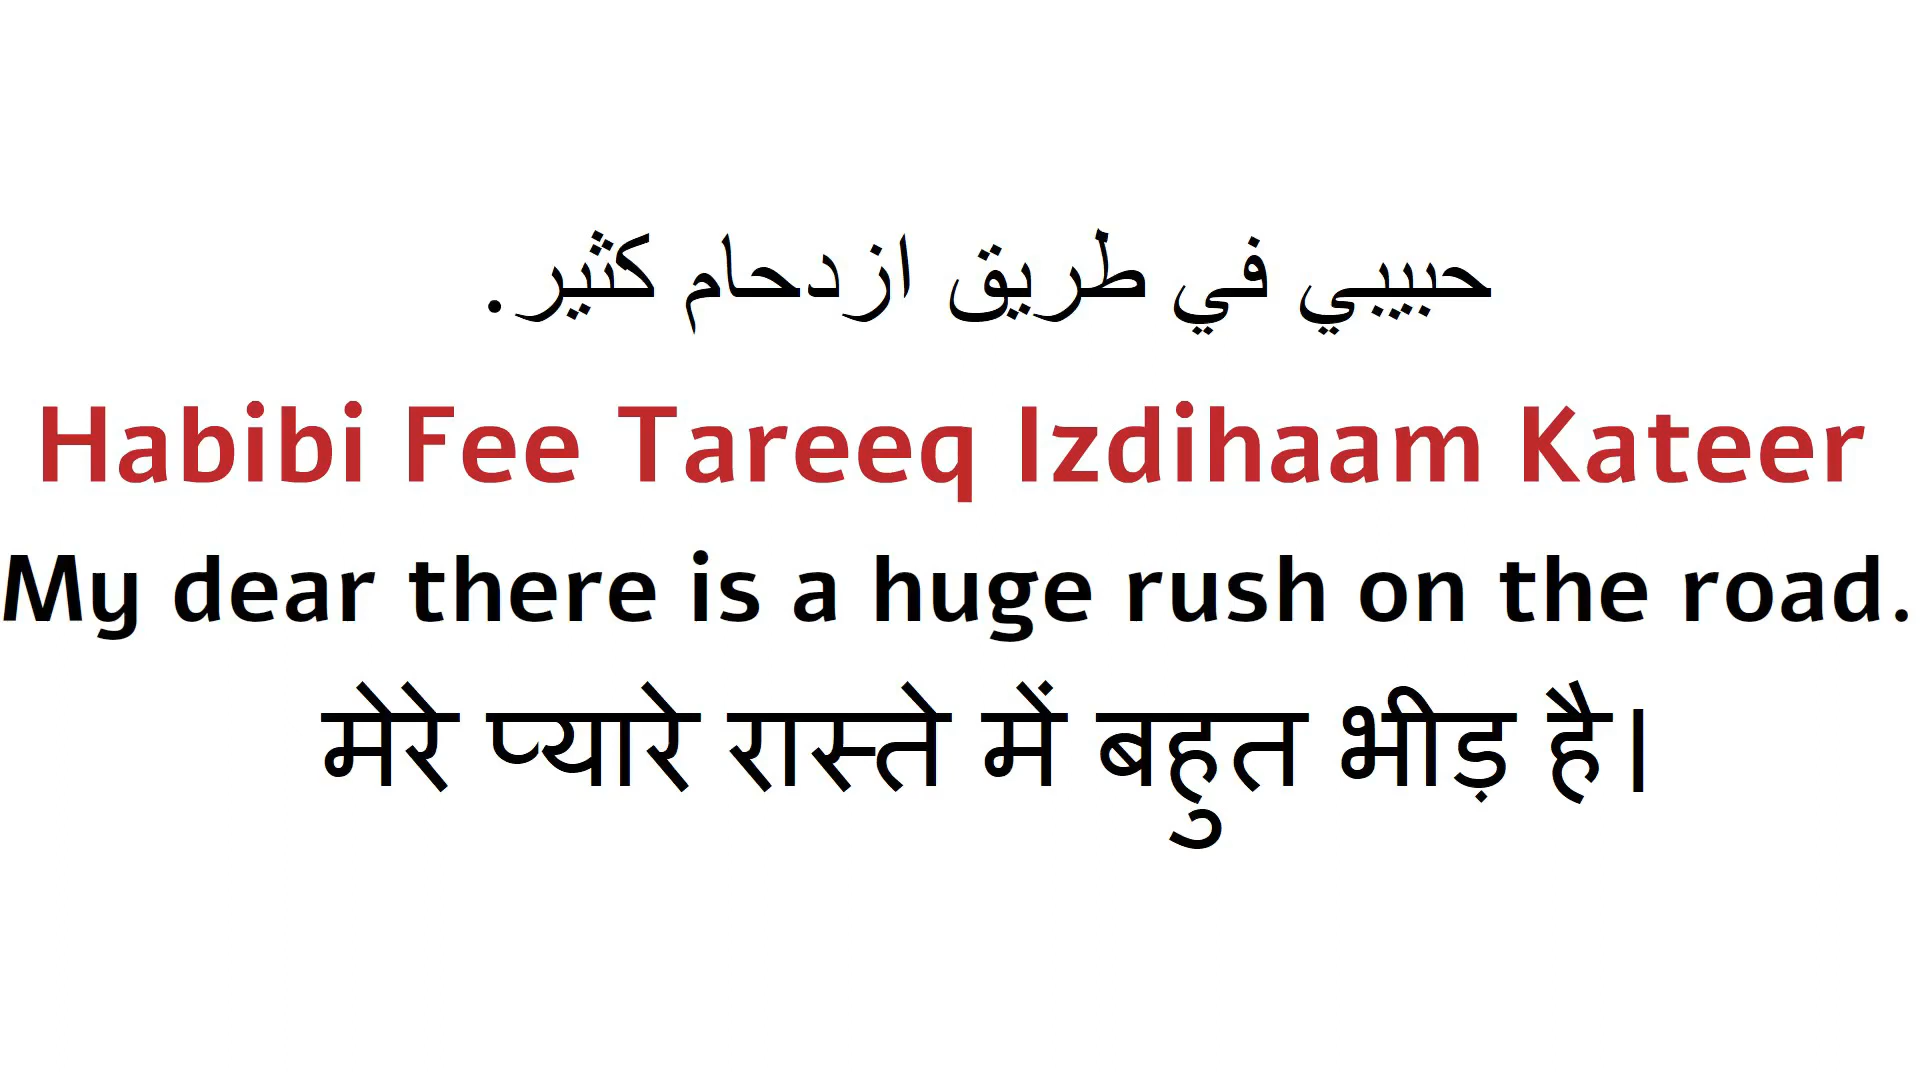 حبيبي في طريق ازدحام كثير.
Habibi Fee Tareeq Izdihaam Kateer
My dear there is a huge rush on the road.
मेरे प्यारे रास्ते में बहुत भीड़ है।